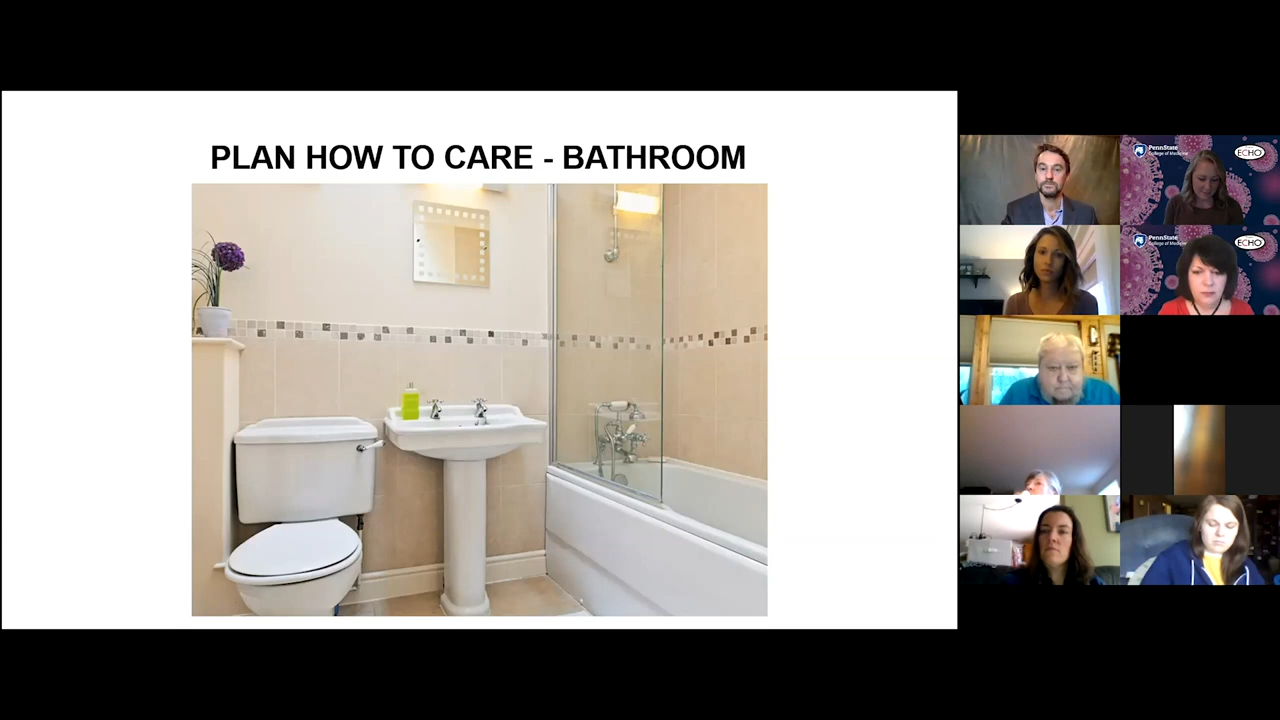 PLAN HOW TO CARE - BATHROOM
PennState
College of Medicine
ECHO
PennState
College of Medicine
ECHO